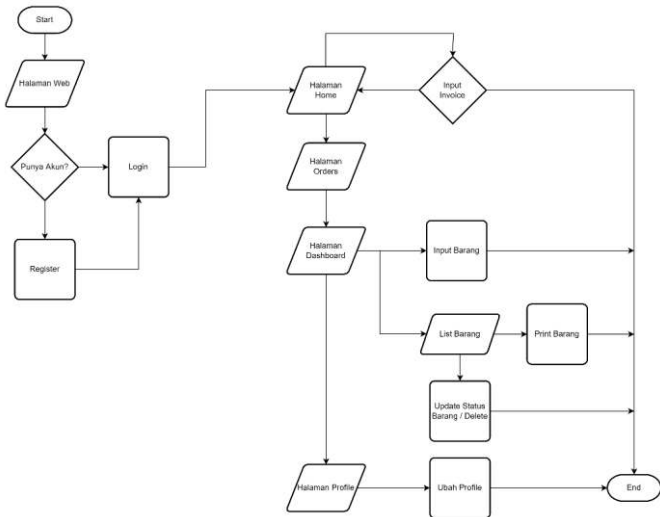 Start
Halaman Web
Punya Akun?
Login
Register
Halaman
Home
Input
Invoice
Halaman
Orders
Halaman
Dashboard
Input Barang
List Barang
Print Barang
Update Status
Barang / Delete
Halaman Profile
Ubah Profile
End